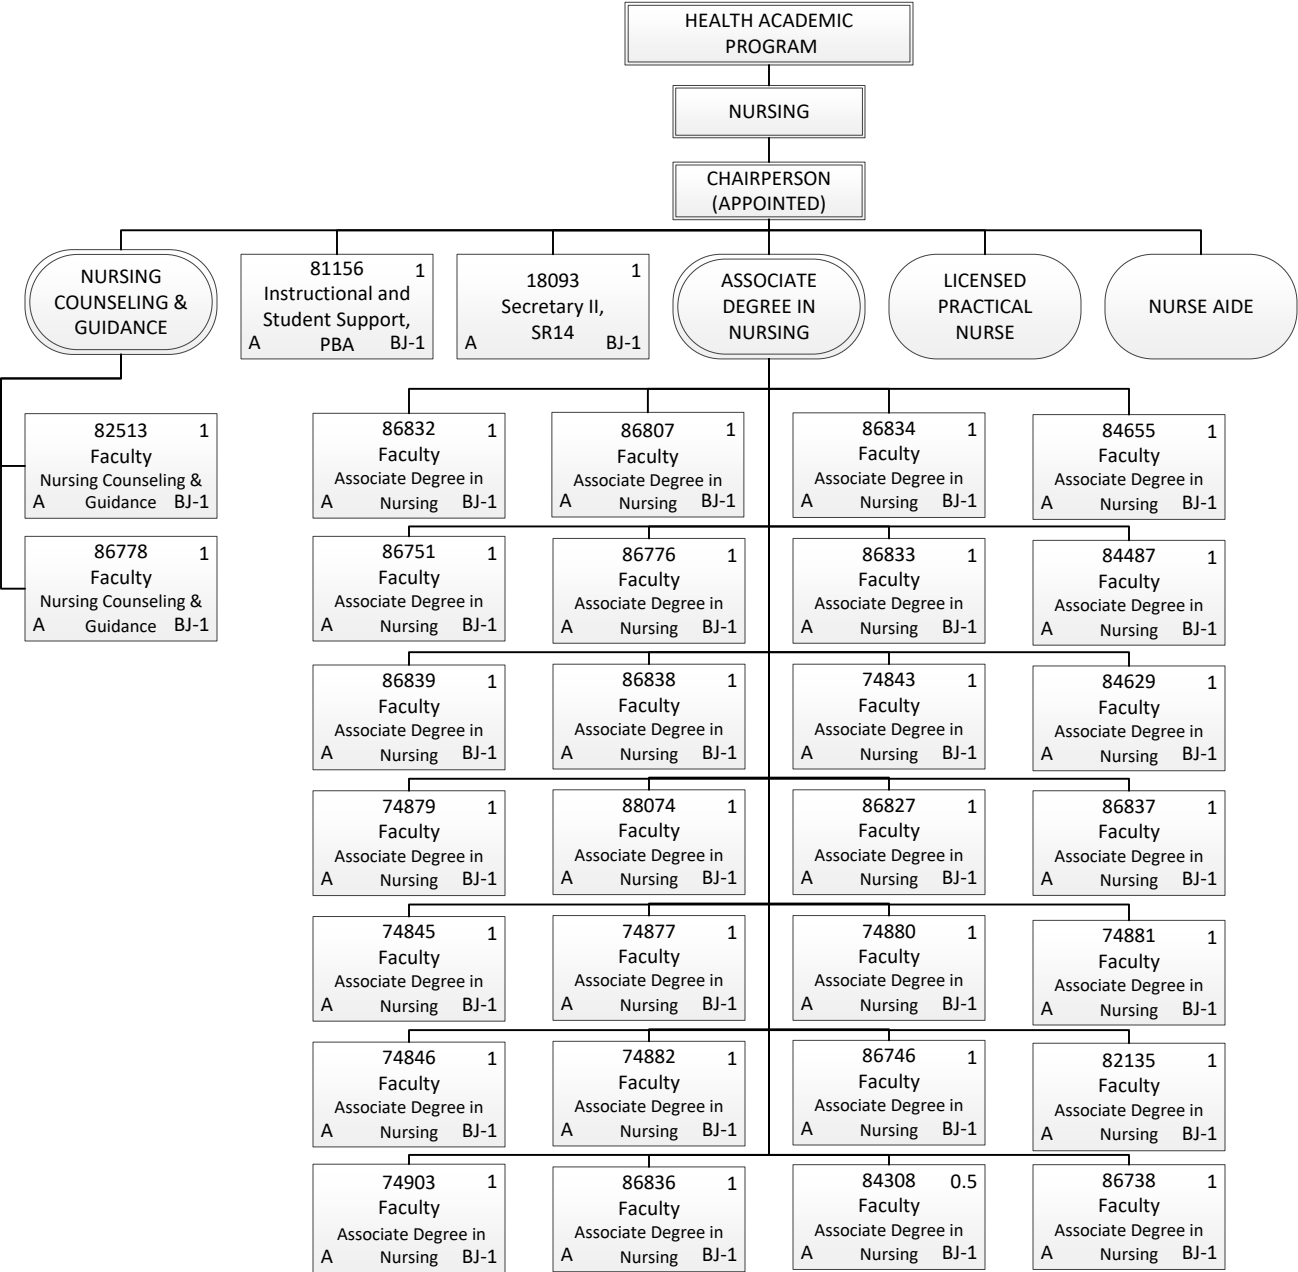 HEALTH ACADEMIC
PROGRAM
NURSING
CHAIRPERSON
(APPOINTED)
NURSING
COUNSELING &
GUIDANCE
81156 1
Instructional and
Student Support,
A PBA BJ-1
18093 1
Secretary II,
SR14
A BJ-1
ASSOCIATE
DEGREE IN
NURSING
LICENSED
PRACTICAL
NURSE
NURSE AIDE
82513 1
Faculty
Nursing Counseling &
A Guidance BJ-1
86778 1
Faculty
Nursing Counseling &
A Guidance BJ-1
86832 1
Faculty
Associate Degree in
A Nursing BJ-1
86807 1
Faculty
Associate Degree in
A Nursing BJ-1
86834 1
Faculty
Associate Degree in
A Nursing BJ-1
84655 1
Faculty
Associate Degree in
A Nursing BJ-1
86751 1
Faculty
Associate Degree in
A Nursing BJ-1
86776 1
Faculty
Associate Degree in
A Nursing BJ-1
86833 1
Faculty
Associate Degree in
A Nursing BJ-1
84487 1
Faculty
Associate Degree in
A Nursing BJ-1
86839 1
Faculty
Associate Degree in
A Nursing BJ-1
86838 1
Faculty
Associate Degree in
A Nursing BJ-1
74843 1
Faculty
Associate Degree in
A Nursing BJ-1
84629 1
Faculty
Associate Degree in
A Nursing BJ-1
74879 1
Faculty
Associate Degree in
A Nursing BJ-1
88074 1
Faculty
Associate Degree in
A Nursing BJ-1
86827 1
Faculty
Associate Degree in
A Nursing BJ-1
86837 1
Faculty
Associate Degree in
A Nursing BJ-1
74845 1
Faculty
Associate Degree in
A Nursing BJ-1
74877 1
Faculty
Associate Degree in
A Nursing BJ-1
74880 1
Faculty
Associate Degree in
A Nursing BJ-1
74881 1
Faculty
Associate Degree in
A Nursing BJ-1
74846 1
Faculty
Associate Degree in
A Nursing BJ-1
74882 1
Faculty
Associate Degree in
A Nursing BJ-1
86746 1
Faculty
Associate Degree in
A Nursing BJ-1
82135 1
Faculty
Associate Degree in
A Nursing BJ-1
74903 1
Faculty
Associate Degree in
A Nursing BJ-1
86836 1
Faculty
Associate Degree in
A Nursing BJ-1
84308 0.5
Faculty
Associate Degree in
A Nursing BJ-1
86738 1
Faculty
Associate Degree in
A Nursing BJ-1